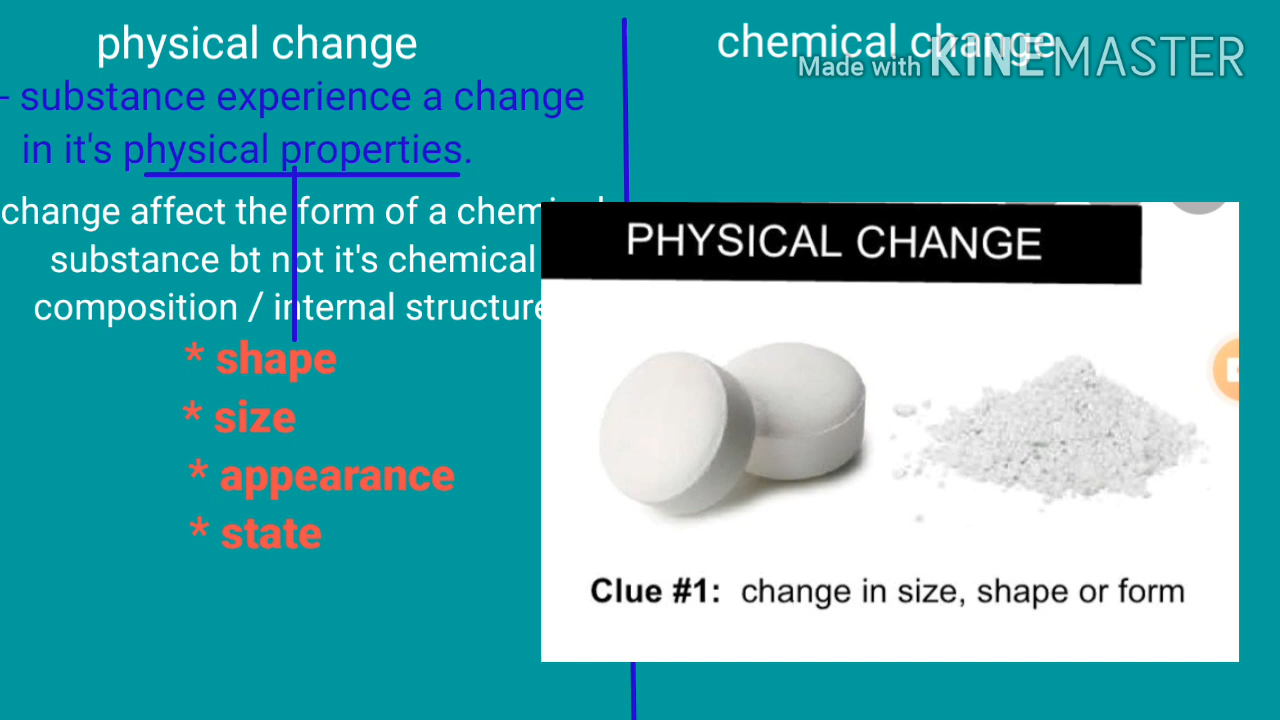 physical change
- substance experience a change
in it's physical properties.
change affect the form of a
substance bt not it's chemical
composition / internal structure
* shape
* size
* appearance
* state
chemical change
Made with KINEMASTER
PHYSICAL CHANGE
Clue #1: change in size, shape or form